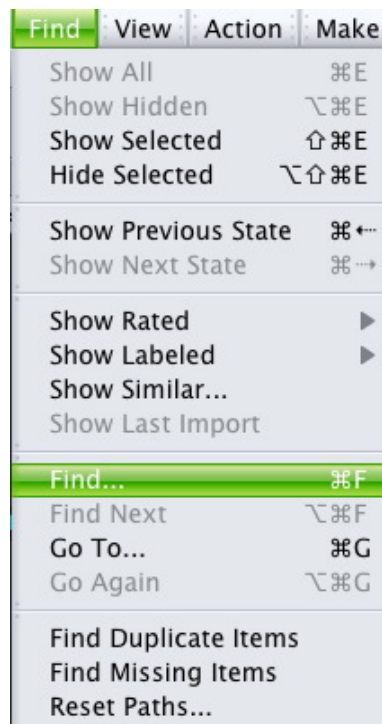 Find View Action Make
Show All ⌘E
Show Hidden ⌥⌘E
Show Selected ⇧⌘E
Hide Selected ⌥⇧⌘E
Show Previous State ⌘⇠
Show Next State ⌘⇢
Show Rated ▶
Show Labeled ▶
Show Similar...
Show Last Import
Find... ⌘F
Find Next ⌥⌘F
Go To... ⌘G
Go Again ⌥⌘G
Find Duplicate Items
Find Missing Items
Reset Paths...